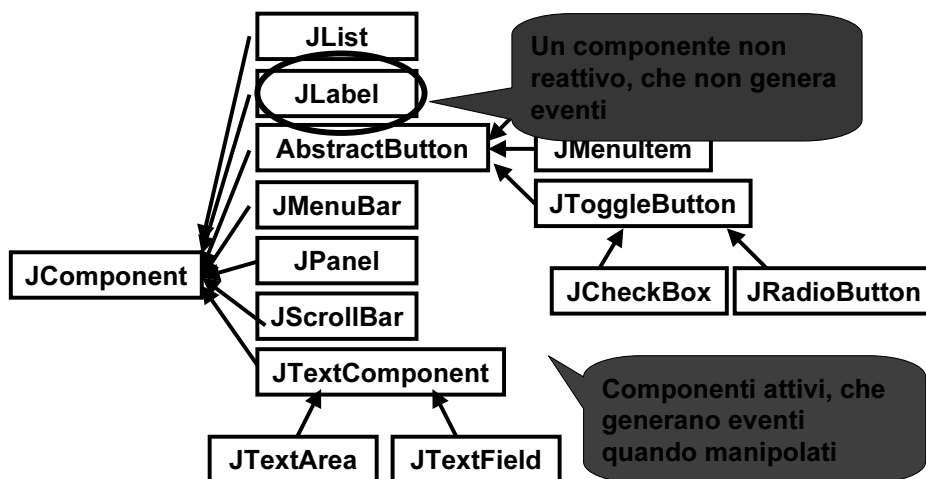 JList
Un componente non
reattivo, che non genera
eventi
JLabel
AbstractButton
JMenuItem
JToggleButton
JMenuBar
JComponent
JPanel
JCheckBox
JRadioButton
JScrollBar
JTextComponent
Componenti attivi, che
generano eventi
quando manipolati
JTextArea
JTextField